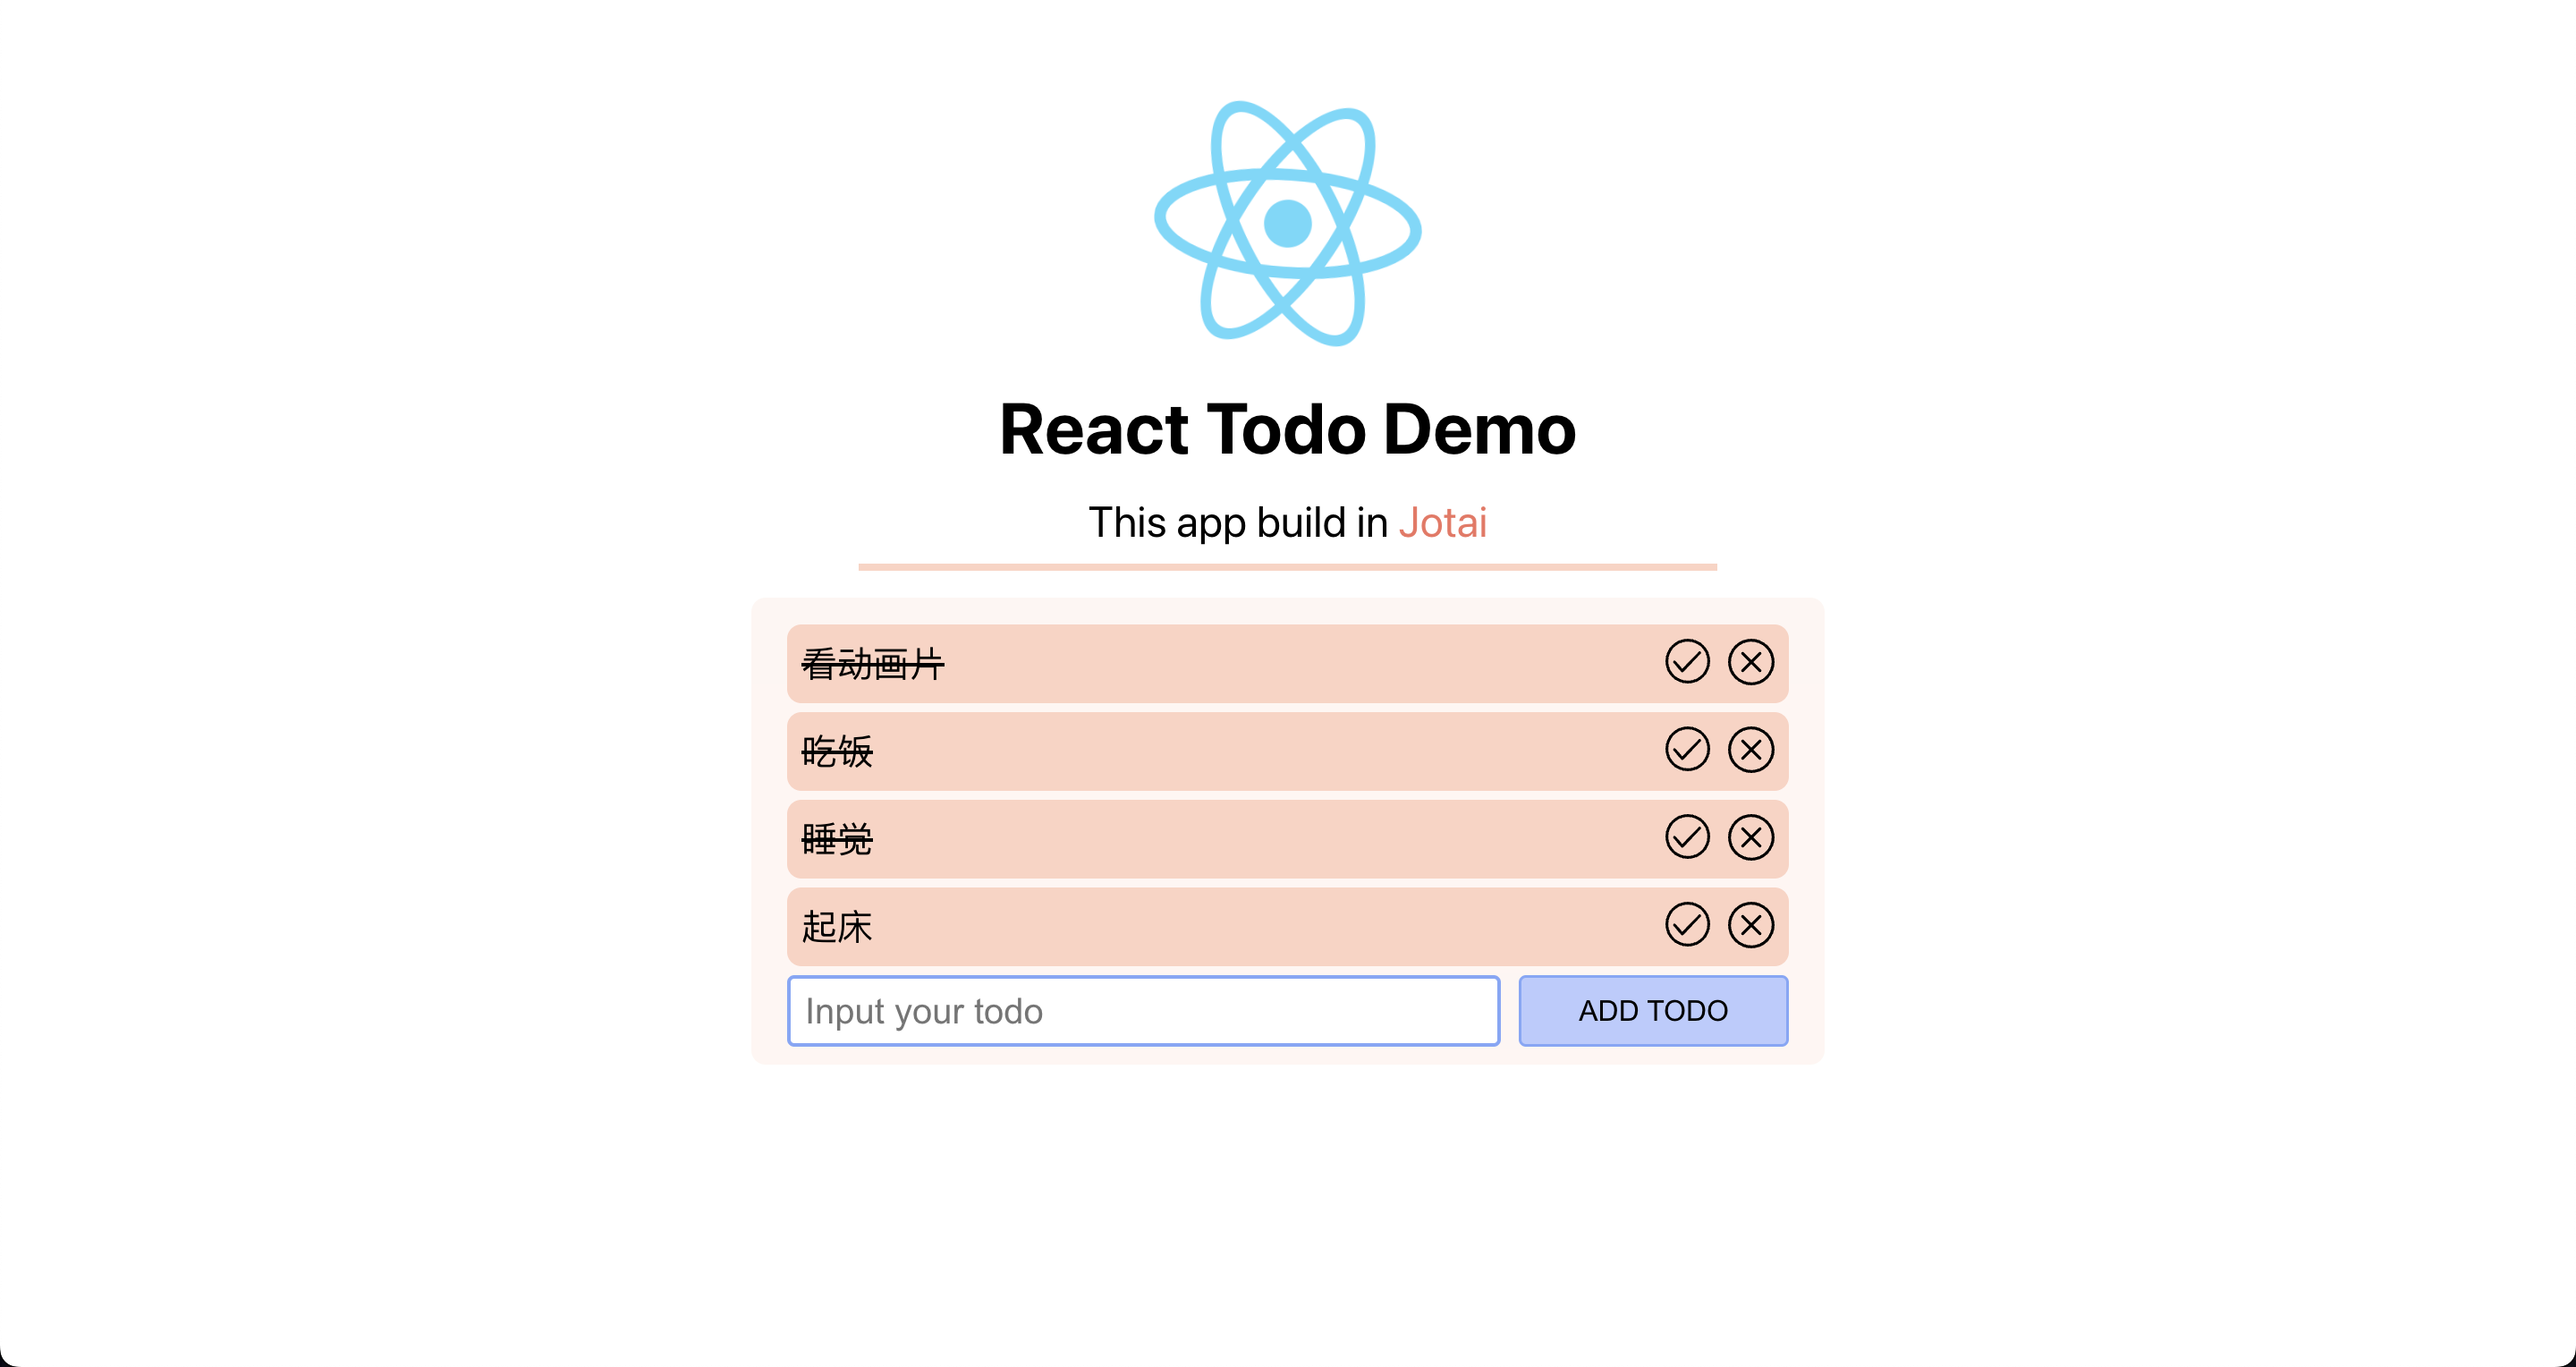 React Todo Demo
This app build in Jotai
看动画片
吃饭
睡觉
起床
Input your todo
ADD TODO